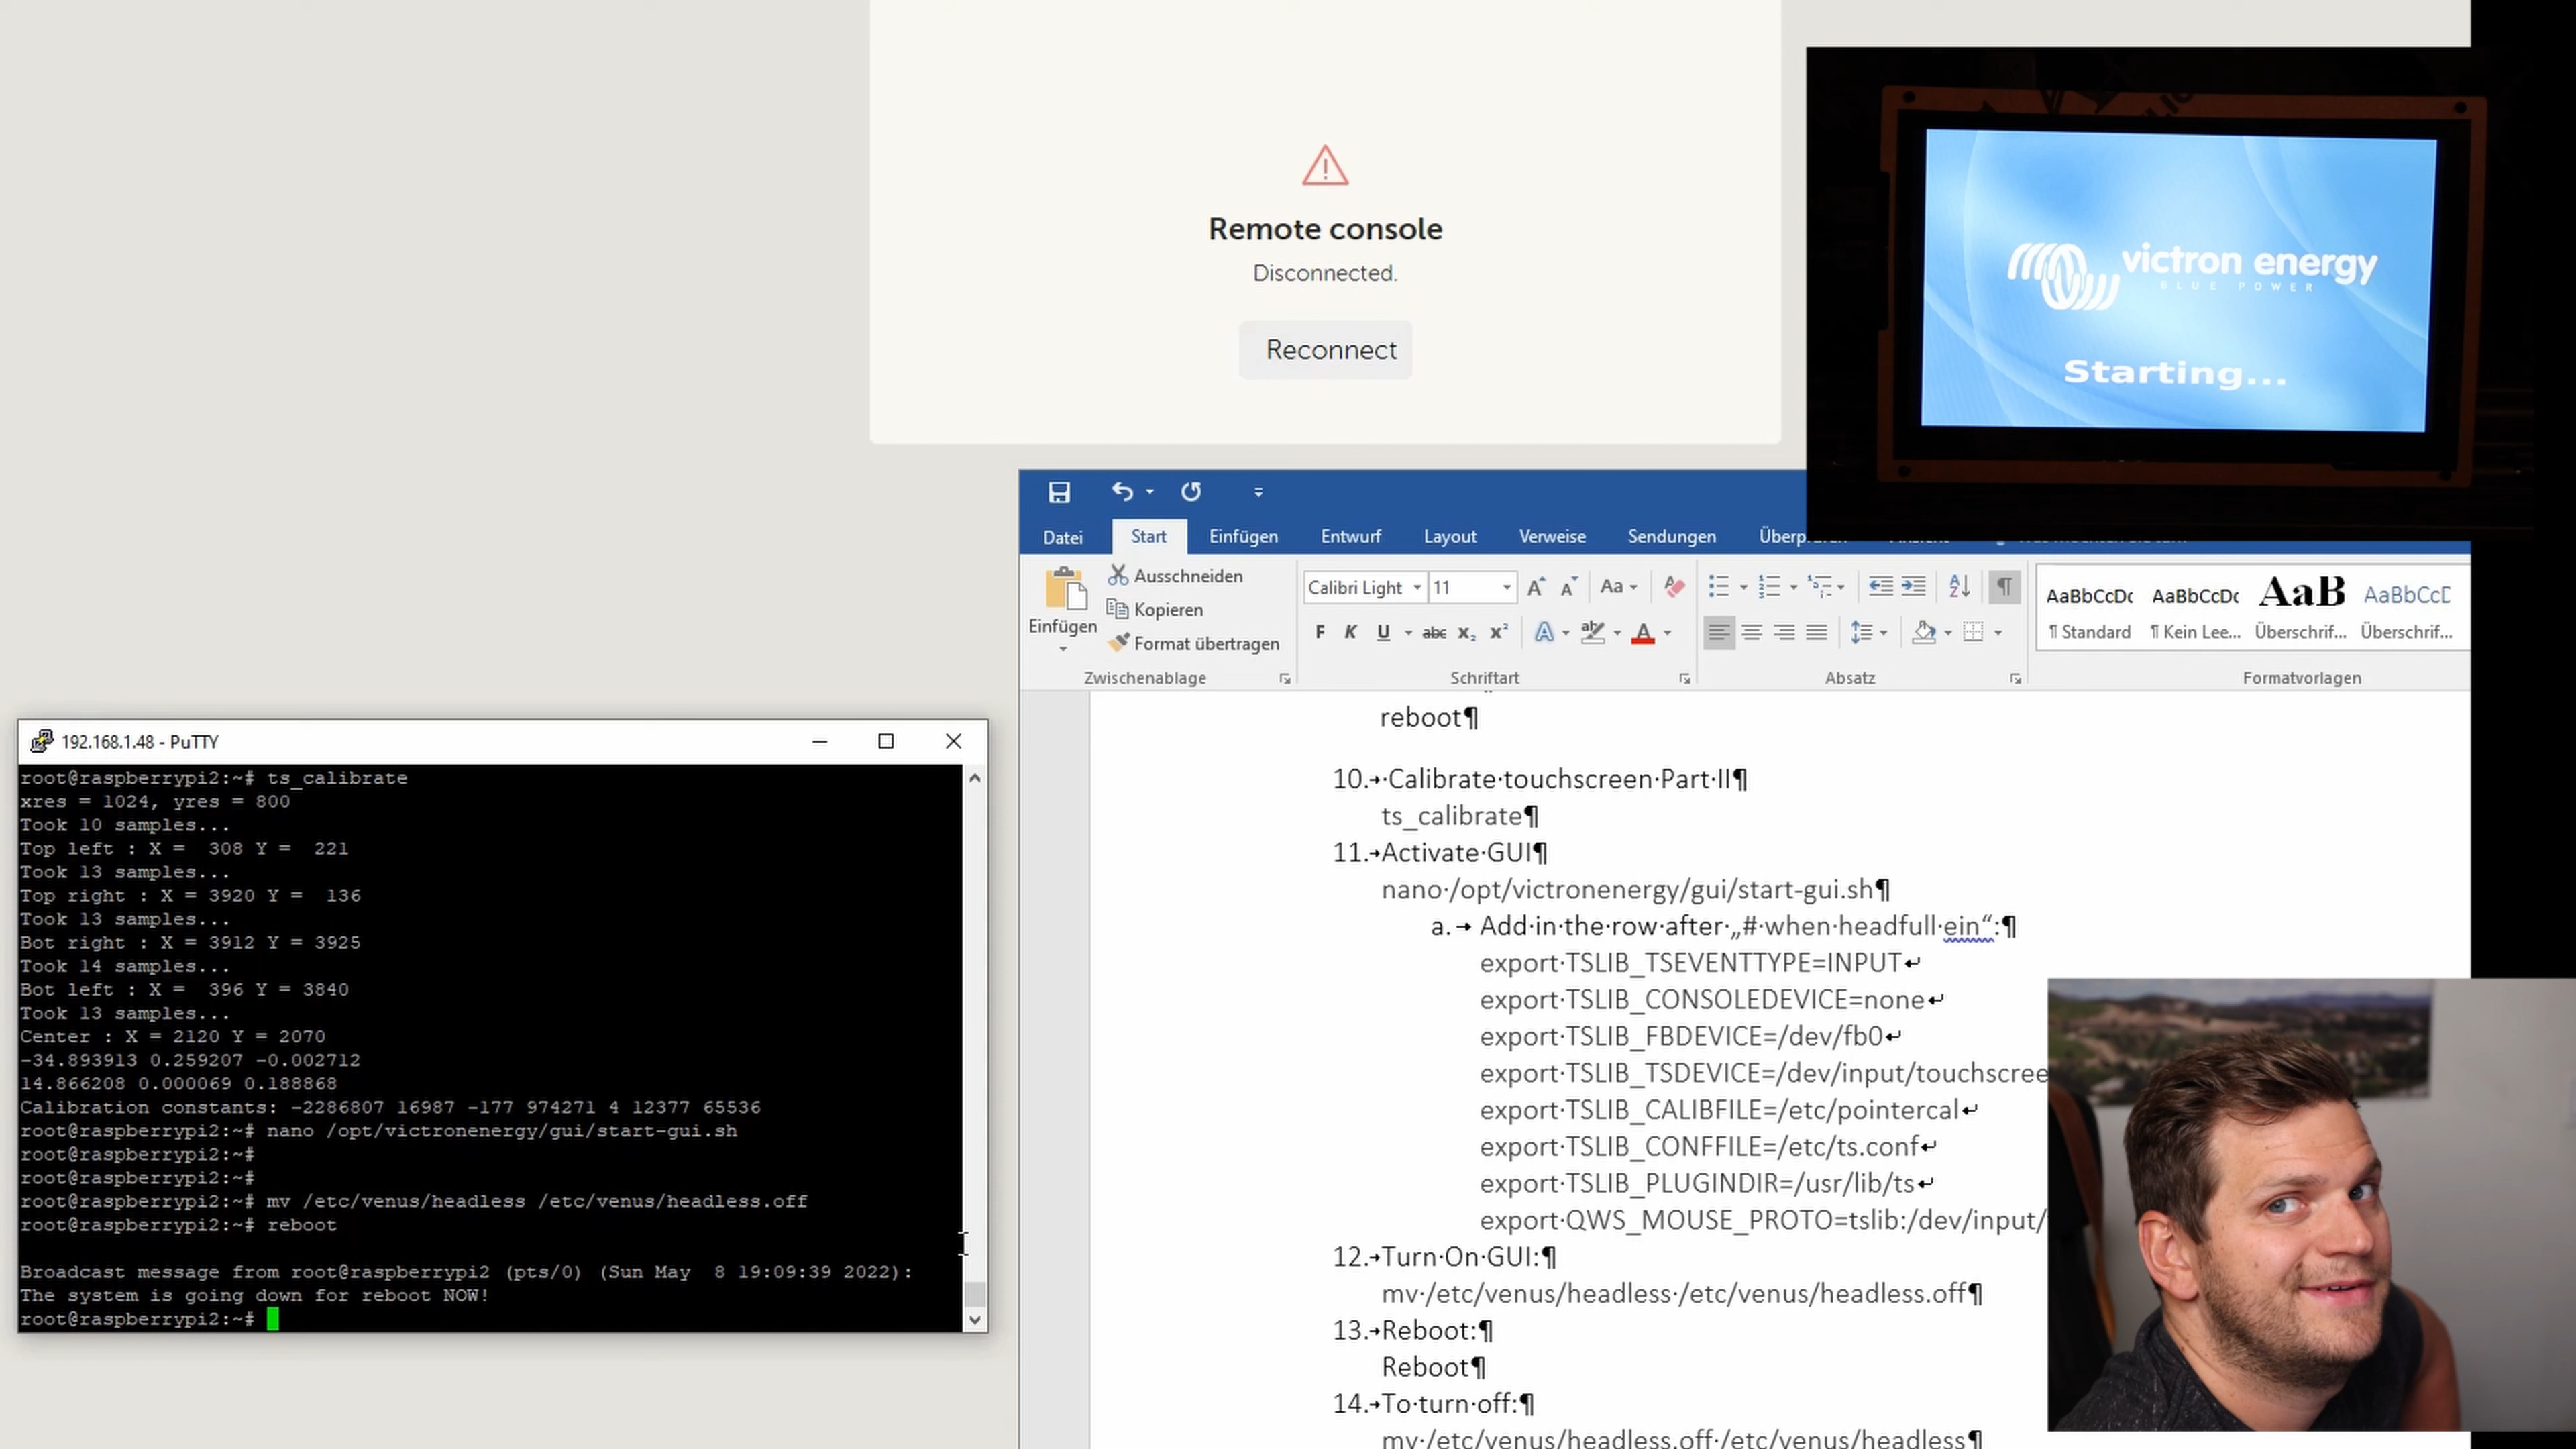 Remote console
Disconnected.
Reconnect
victron energy
BLUE POWER
Starting...
Datei Start Einfügen Entwurf Layout Verweise Sendungen
Ausschneiden
Kopieren
Format übertragen
Einfügen
Zwischenablage
Calibri Light 11
Aa
F K U abc x₂ x²
Schriftart
Absatz
AaBbCcDc AaBbCcDc AaB AaBbCcD
¶ Standard ¶ Kein Lee... Überschrif... Überschrif...
Formatvorlagen
192.168.1.48 - PuTTY
root@raspberrypi2:~# ts_calibrate
xres = 1024, yres = 800
Took 10 samples...
Top left : X =  308 Y =  221
Took 13 samples...
Top right : X = 3920 Y =  136
Took 13 samples...
Bot right : X = 3912 Y = 3925
Took 14 samples...
Bot left : X =  396 Y = 3840
Took 13 samples...
Center : X = 2120 Y = 2070
-34.893913 0.259207 -0.002712
14.866208 0.000069 0.188868
Calibration constants: -2286807 16987 -177 974271 4 12377 65536
root@raspberrypi2:~# nano /opt/victronenergy/gui/start-gui.sh
root@raspberrypi2:~#
root@raspberrypi2:~#
root@raspberrypi2:~# mv /etc/venus/headless /etc/venus/headless.off
root@raspberrypi2:~# reboot
Broadcast message from root@raspberrypi2 (pts/0) (Sun May  8 19:09:39 2022):
The system is going down for reboot NOW!
root@raspberrypi2:~#
reboot¶
10.→·Calibrate·touchscreen·Part·II¶
ts_calibrate¶
11.→Activate·GUI¶
nano·/opt/victronenergy/gui/start-gui.sh¶
a.→ Add·in·the·row·after·„#·when·headfull·ein“:¶
export·TSLIB_TSEVENTTYPE=INPUT↵
export·TSLIB_CONSOLEDEVICE=none↵
export·TSLIB_FBDEVICE=/dev/fb0↵
export·TSLIB_TSDEVICE=/dev/input/touchscree
export·TSLIB_CALIBFILE=/etc/pointercal↵
export·TSLIB_CONFFILE=/etc/ts.conf↵
export·TSLIB_PLUGINDIR=/usr/lib/ts↵
export·QWS_MOUSE_PROTO=tslib:/dev/input/
12.→Turn·On·GUI:¶
mv·/etc/venus/headless·/etc/venus/headless.off¶
13.→Reboot:¶
Reboot¶
14.→To·turn·off:¶
mv·/etc/venus/headless.off·/etc/venus/headless¶